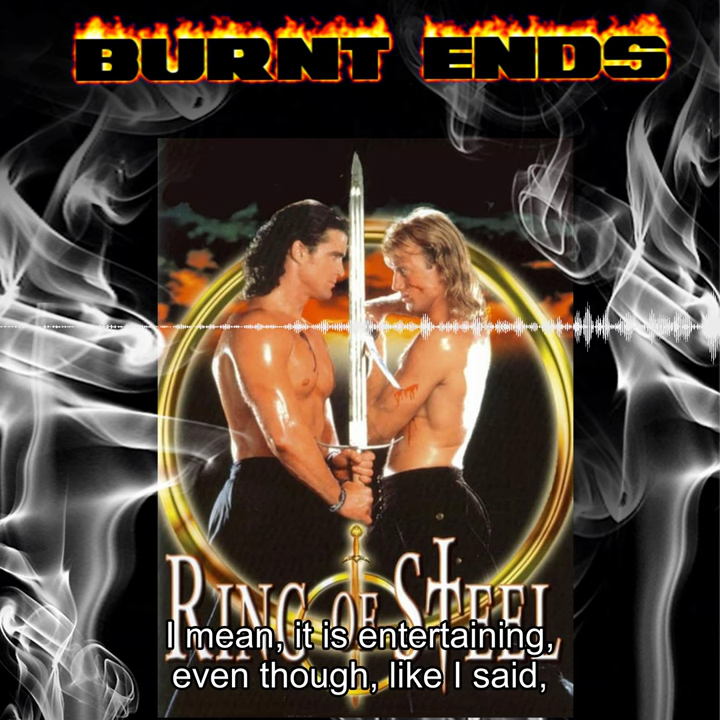 BURNT ENDS
RING OF STEEL
I mean, it is entertaining,
even though, like I said,